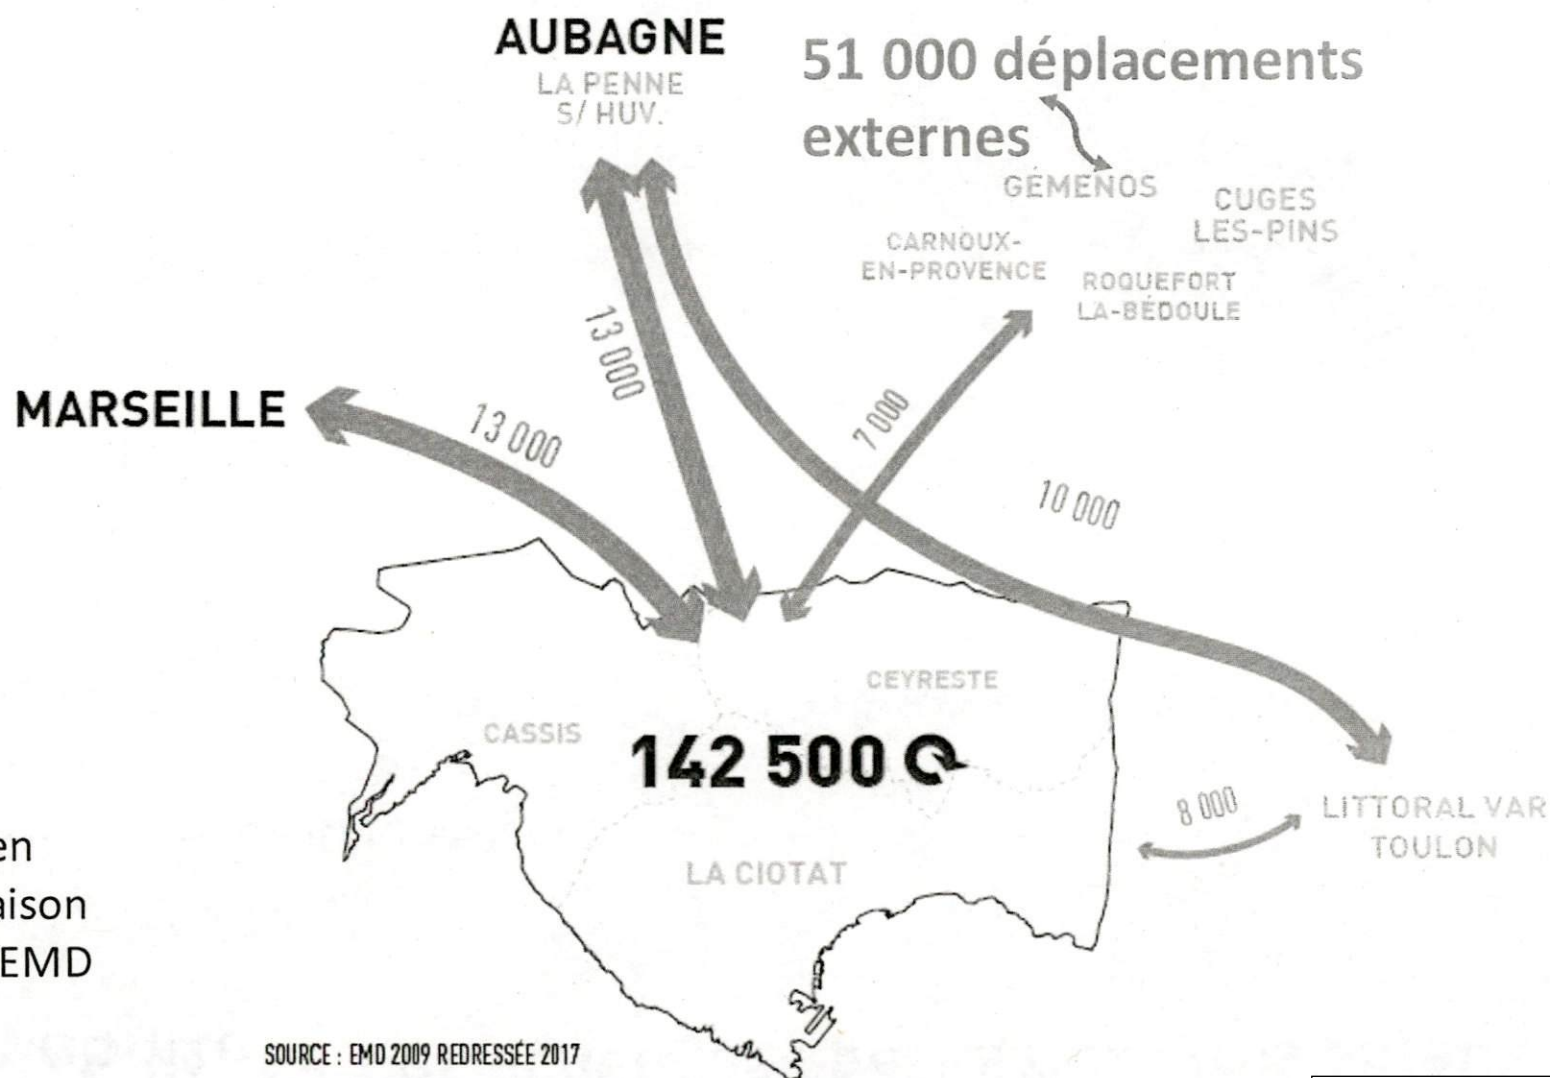 AUBAGNE
LA PENNE
S/ HUV.
51 000 déplacements
externes
GÉMENOS
CUGES
LES-PINS
CARNOUX-
EN-PROVENCE
ROQUEFORT
LA-BÉDOULE
13 000
7 000
MARSEILLE
13 000
10 000
CEYRESTE
CASSIS
142 500
8 000
LITTORAL VAR
TOULON
LA CIOTAT
en
aison
EMD
SOURCE : EMD 2009 REDRESSÉE 2017